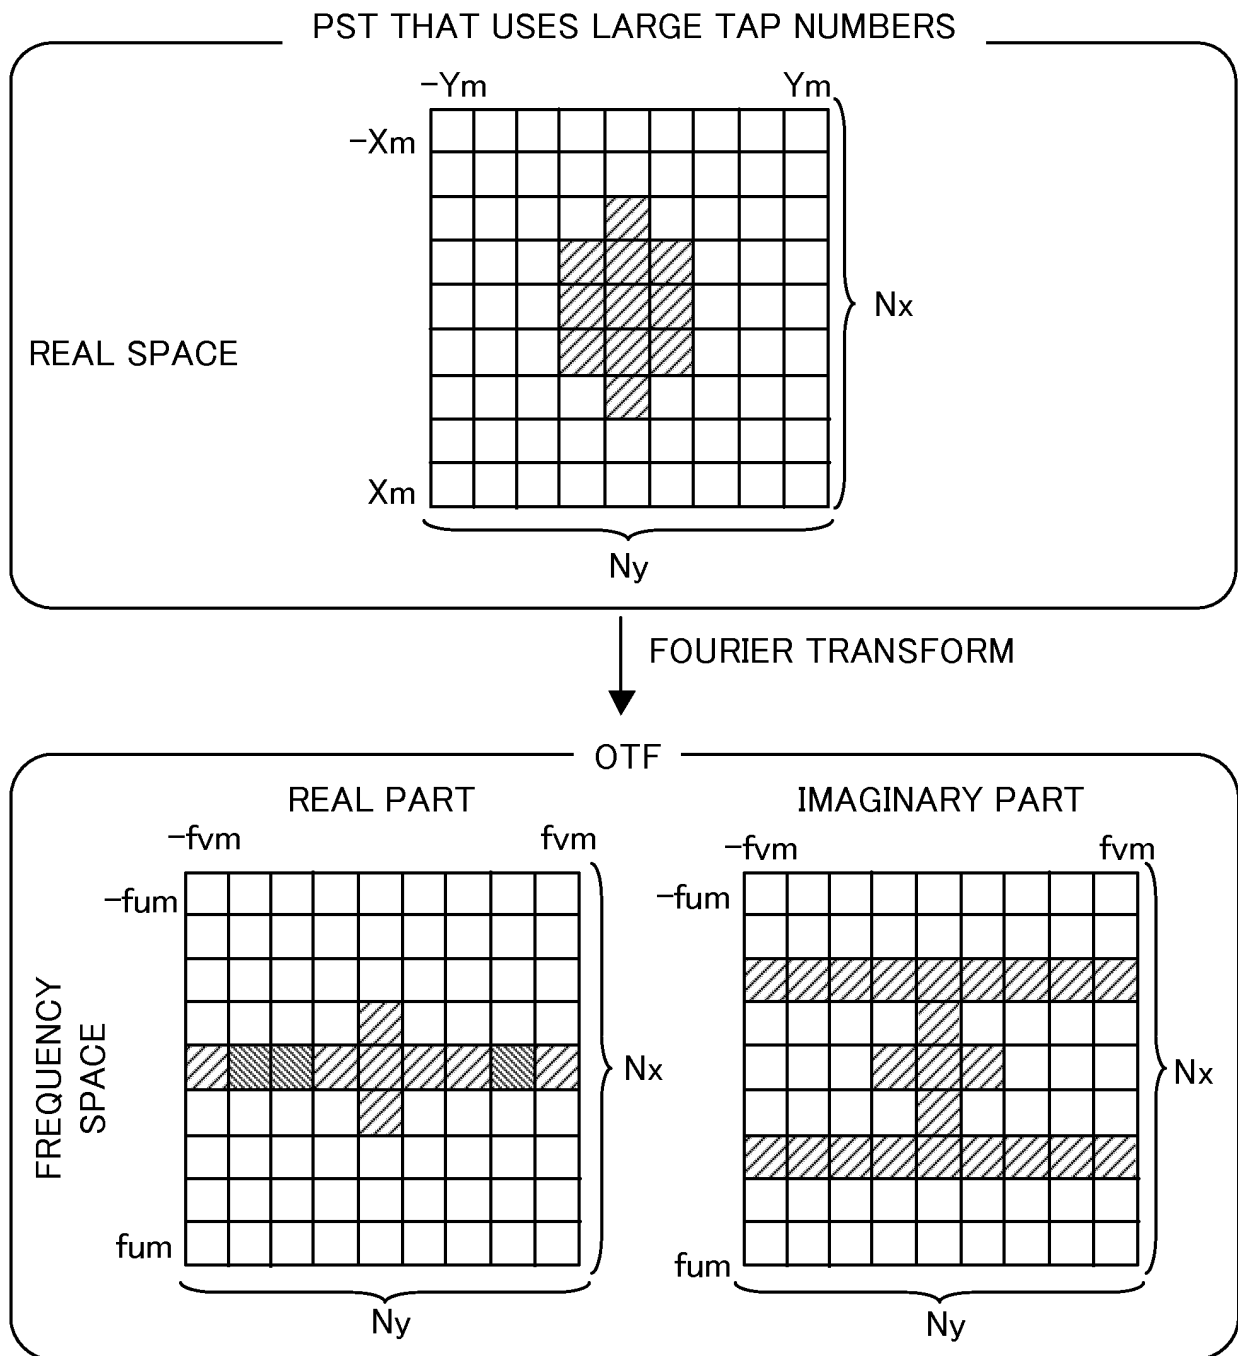 PST THAT USES LARGE TAP NUMBERS
-Ym
Ym
-Xm
Nx
REAL SPACE
Xm
Ny
FOURIER TRANSFORM
OTF
REAL PART
IMAGINARY PART
-fvm
fvm
-fvm
fvm
-fum
-fum
FREQUENCY
SPACE
Nx
Nx
fum
fum
Ny
Ny